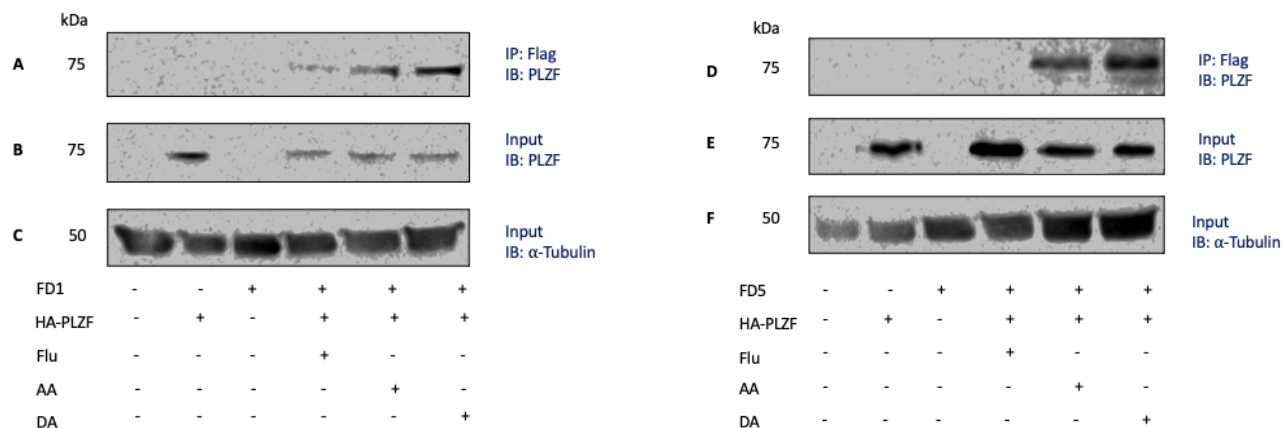 kDa
A 75 IP: Flag
IB: PLZF
B 75 Input
IB: PLZF
C 50 Input
IB: α-Tubulin
FD1 - - + + + +
HA-PLZF - + - + + +
Flu - - - + - -
AA - - - - + -
DA - - - - - +
kDa
D 75 IP: Flag
IB: PLZF
E 75 Input
IB: PLZF
F 50 Input
IB: α-Tubulin
FD5 - - + + + +
HA-PLZF - + - + + +
Flu - - - + - -
AA - - - - + -
DA - - - - - +